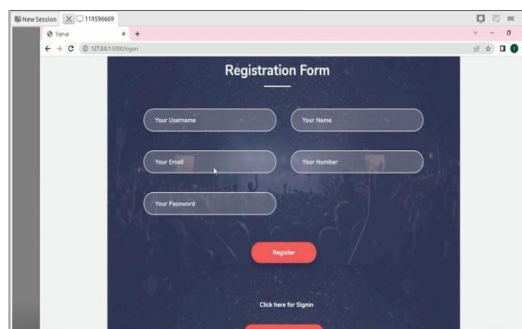 New Session
119596669
Signup
127.0.0.1:5000/logon
Registration Form
Your Username
Your Name
Your Email
Your Number
Your Password
Register
Click here for Signin